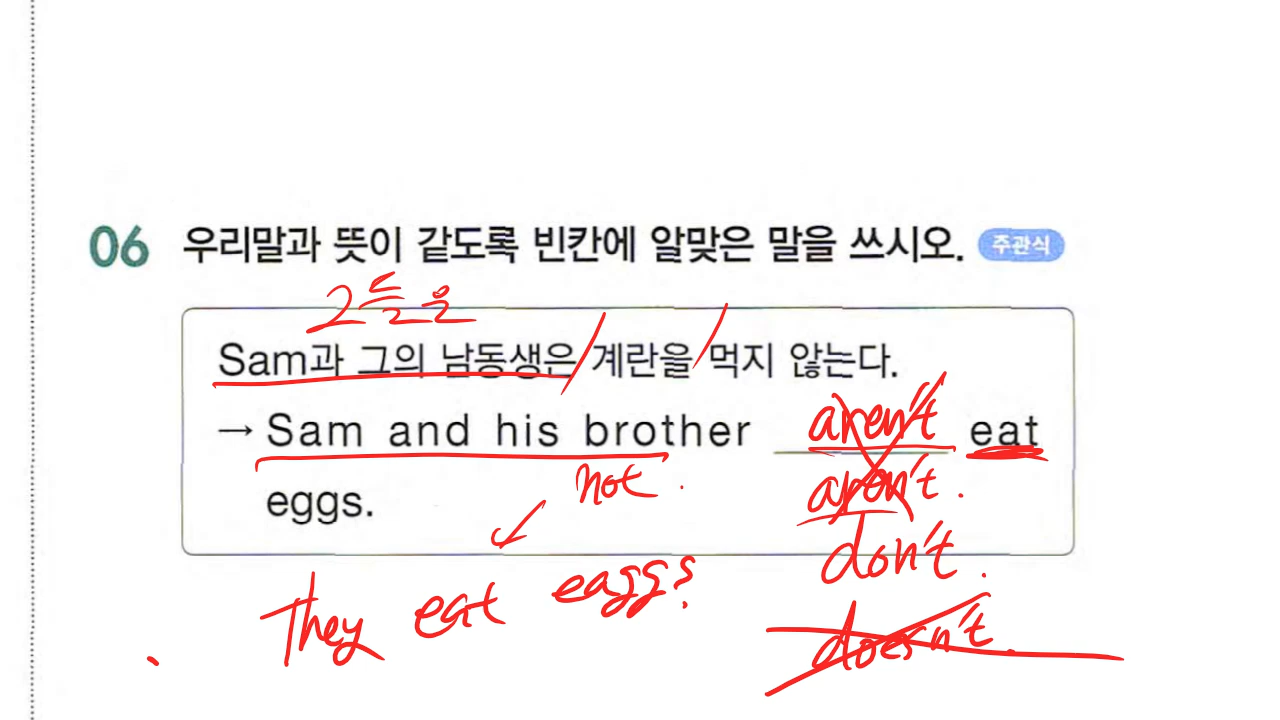 06 우리말과 뜻이 같도록 빈칸에 알맞은 말을 쓰시오. 주관식
그들은
Sam과 그의 남동생은 / 계란을 / 먹지 않는다.
→ Sam and his brother aren't eat
not. aren't.
eggs.
don't.
They eat eaggs
doesn't.